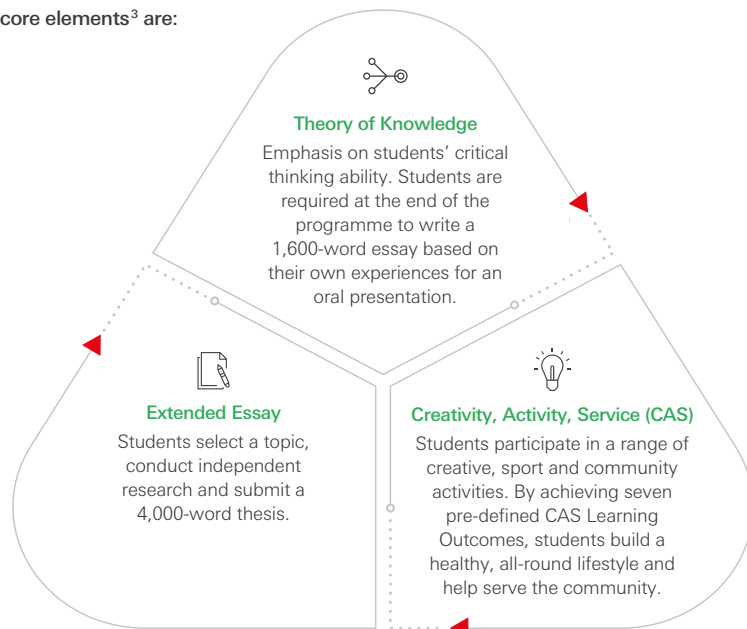 core elements³ are:
Theory of Knowledge
Emphasis on students’ critical
thinking ability. Students are
required at the end of the
programme to write a
1,600-word essay based on
their own experiences for an
oral presentation.
Extended Essay
Students select a topic,
conduct independent
research and submit a
4,000-word thesis.
Creativity, Activity, Service (CAS)
Students participate in a range of
creative, sport and community
activities. By achieving seven
pre-defined CAS Learning
Outcomes, students build a
healthy, all-round lifestyle and
help serve the community.